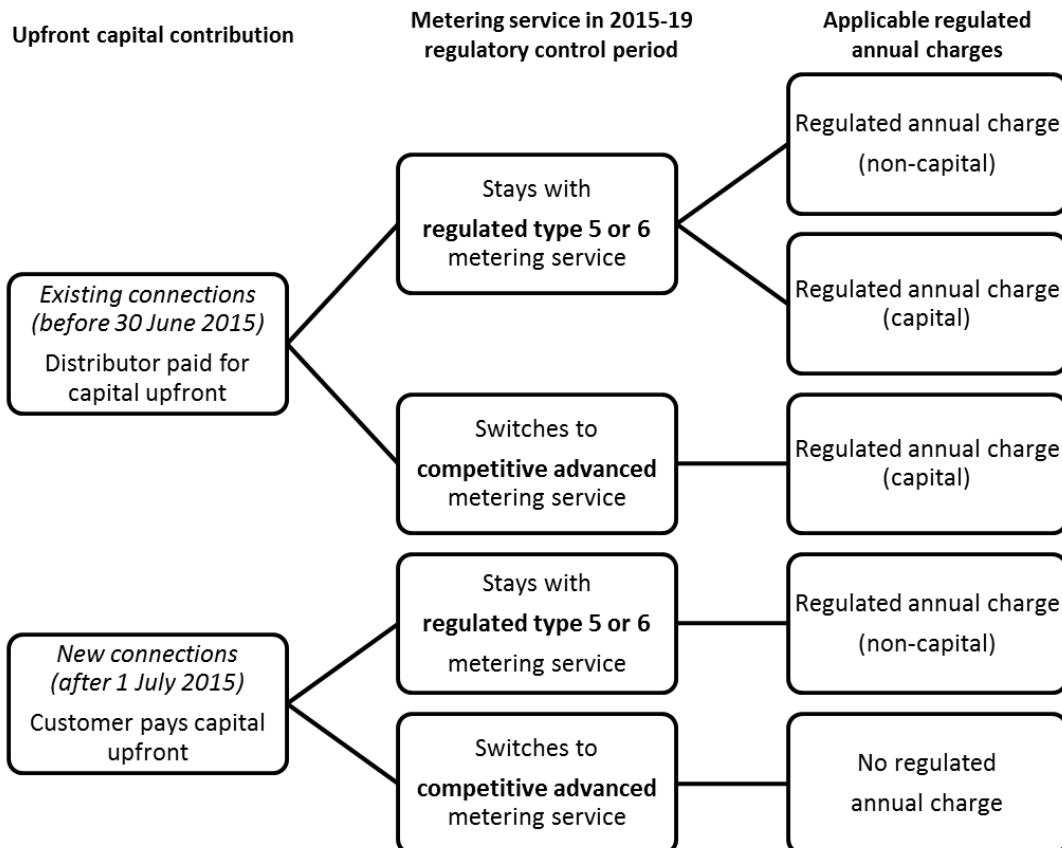 Upfront capital contribution
Metering service in 2015-19
regulatory control period
Applicable regulated
annual charges
Existing connections
(before 30 June 2015)
Distributor paid for
capital upfront
Stays with
regulated type 5 or 6
metering service
Regulated annual charge
(non-capital)
Regulated annual charge
(capital)
Switches to
competitive advanced
metering service
Regulated annual charge
(capital)
New connections
(after 1 July 2015)
Customer pays capital
upfront
Stays with
regulated type 5 or 6
metering service
Regulated annual charge
(non-capital)
Switches to
competitive advanced
metering service
No regulated
annual charge